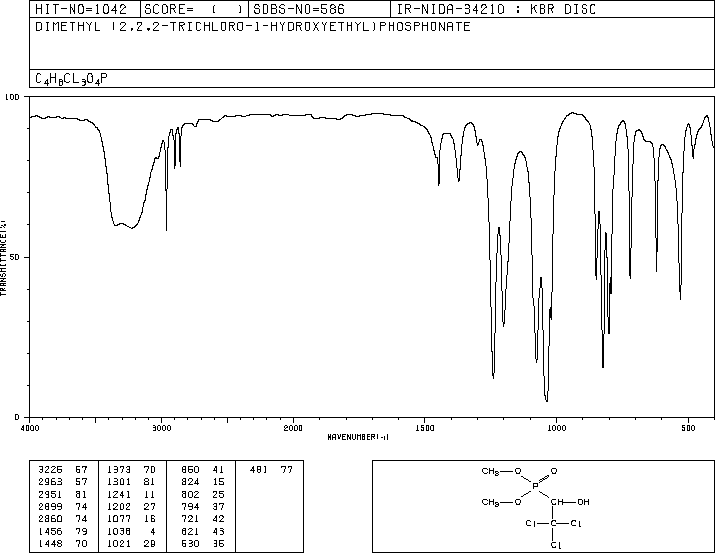 HIT-NO=1042 SCORE= ( ) SDBS-NO=586 IR-NIDA-34210 : KBR DISC
DIMETHYL (2,2,2-TRICHLORO-1-HYDROXYETHYL)PHOSPHONATE
C4H8CL3O4P
100
50
0
TRANSMITTANCE(%)
4000 3000 2000 1500 1000 500
WAVENUMBER(-1)
3225 57 1373 70 850 41 481 77
2963 57 1301 81 824 15
2951 81 1241 11 802 25
2899 74 1202 27 794 37
2860 74 1077 16 721 42
1456 79 1038 4 621 43
1448 70 1021 29 530 35
CH3 O O
P
CH3 O CH OH
Cl C Cl
Cl